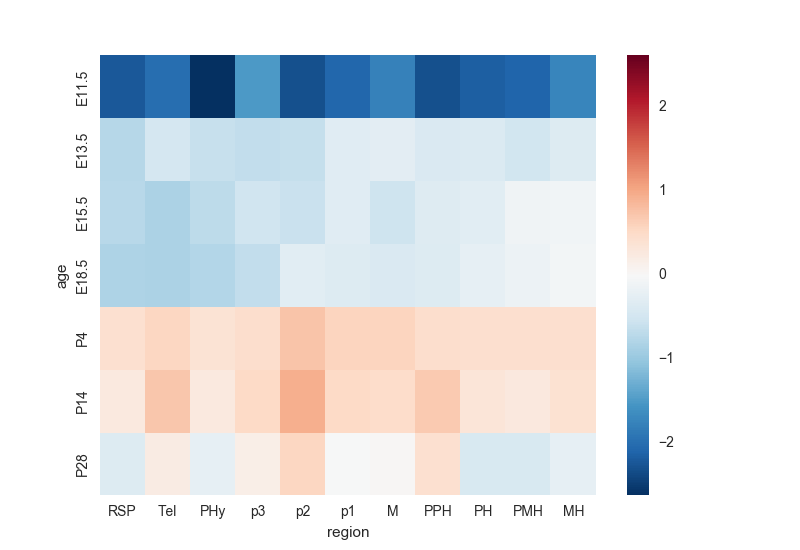 E11.5
E13.5
E15.5
E18.5
P4
P14
P28
age
RSP Tel PHy p3 p2 p1 M PPH PH PMH MH
region
2
1
0
−1
−2